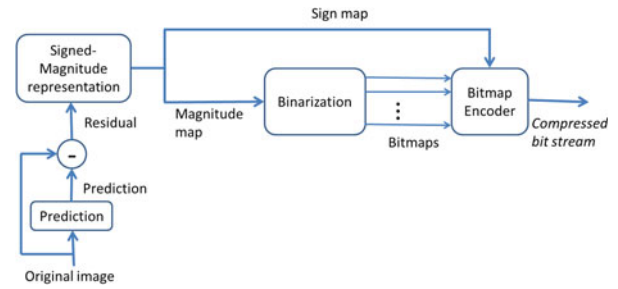 Sign map
Signed-
Magnitude
representation
Magnitude
map
Binarization
Bitmaps
Bitmap
Encoder
Compressed
bit stream
Residual
-
Prediction
Prediction
Original image